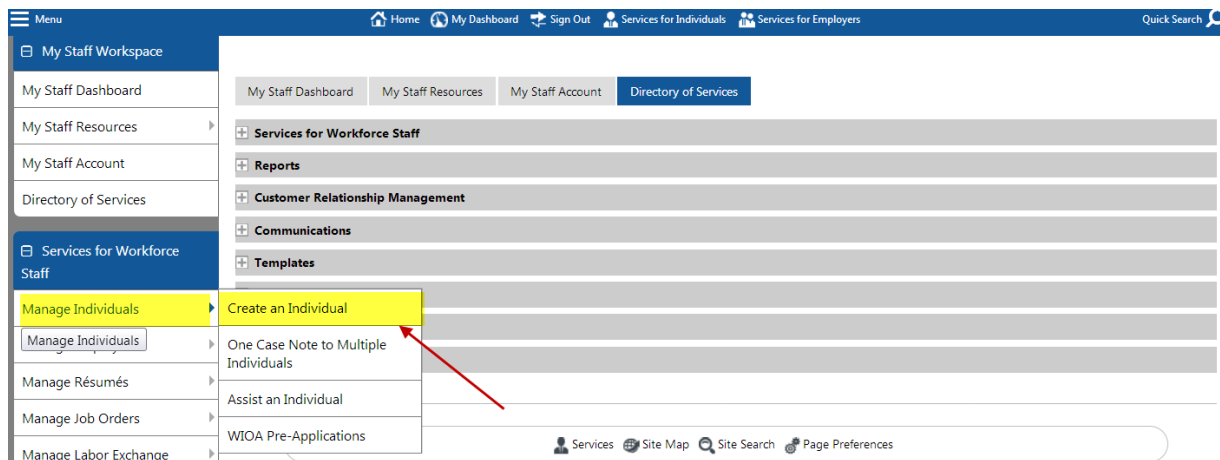 Menu
Home My Dashboard Sign Out Services for Individuals Services for Employers
Quick Search
My Staff Workspace
My Staff Dashboard
My Staff Resources
My Staff Account
Directory of Services
Services for Workforce
Staff
Manage Individuals
Manage Individuals
Manage Résumés
Manage Job Orders
Manage Labor Exchange
Create an Individual
One Case Note to Multiple
Individuals
Assist an Individual
WIOA Pre-Applications
My Staff Dashboard My Staff Resources My Staff Account Directory of Services
Services for Workforce Staff
Reports
Customer Relationship Management
Communications
Templates
Services Site Map Site Search Page Preferences